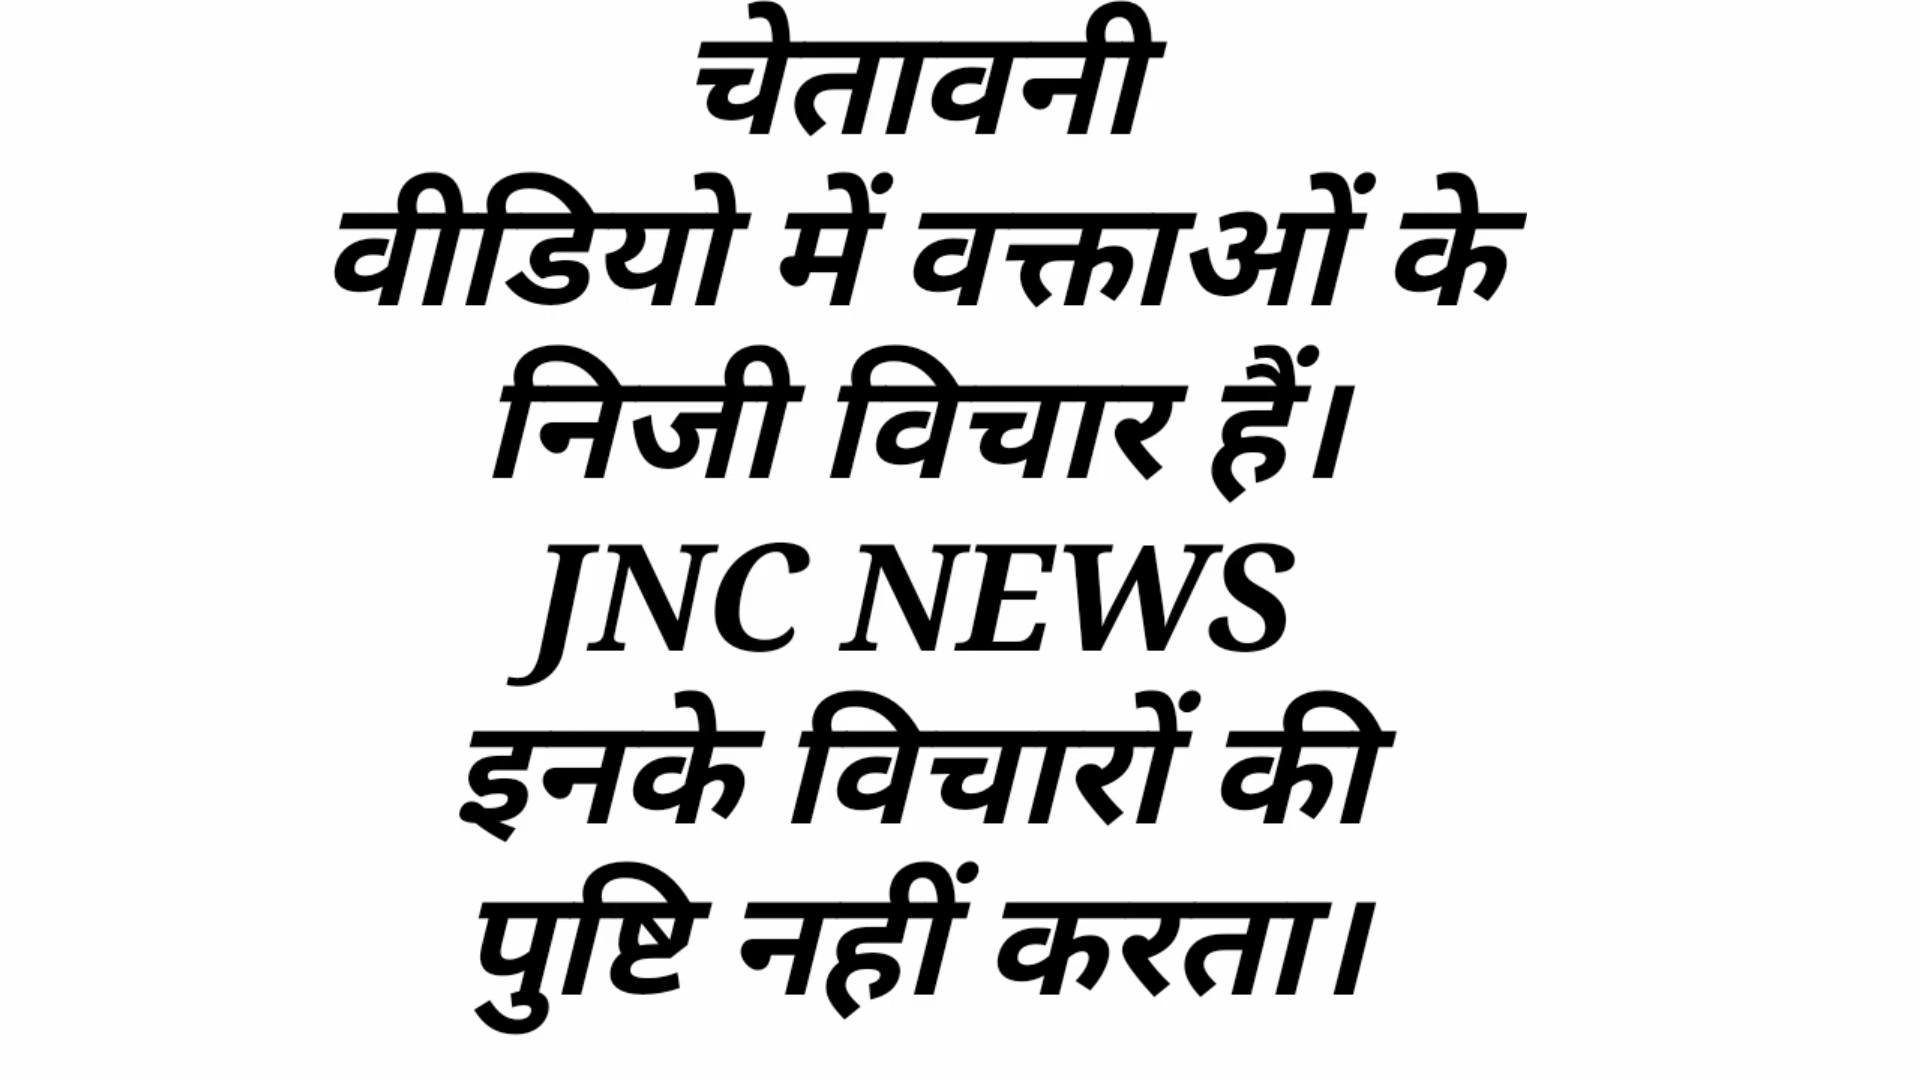 चेतावनी
वीडियो में वक्ताओं के
निजी विचार हैं।
JNC NEWS
इनके विचारों की
पुष्टि नहीं करता।